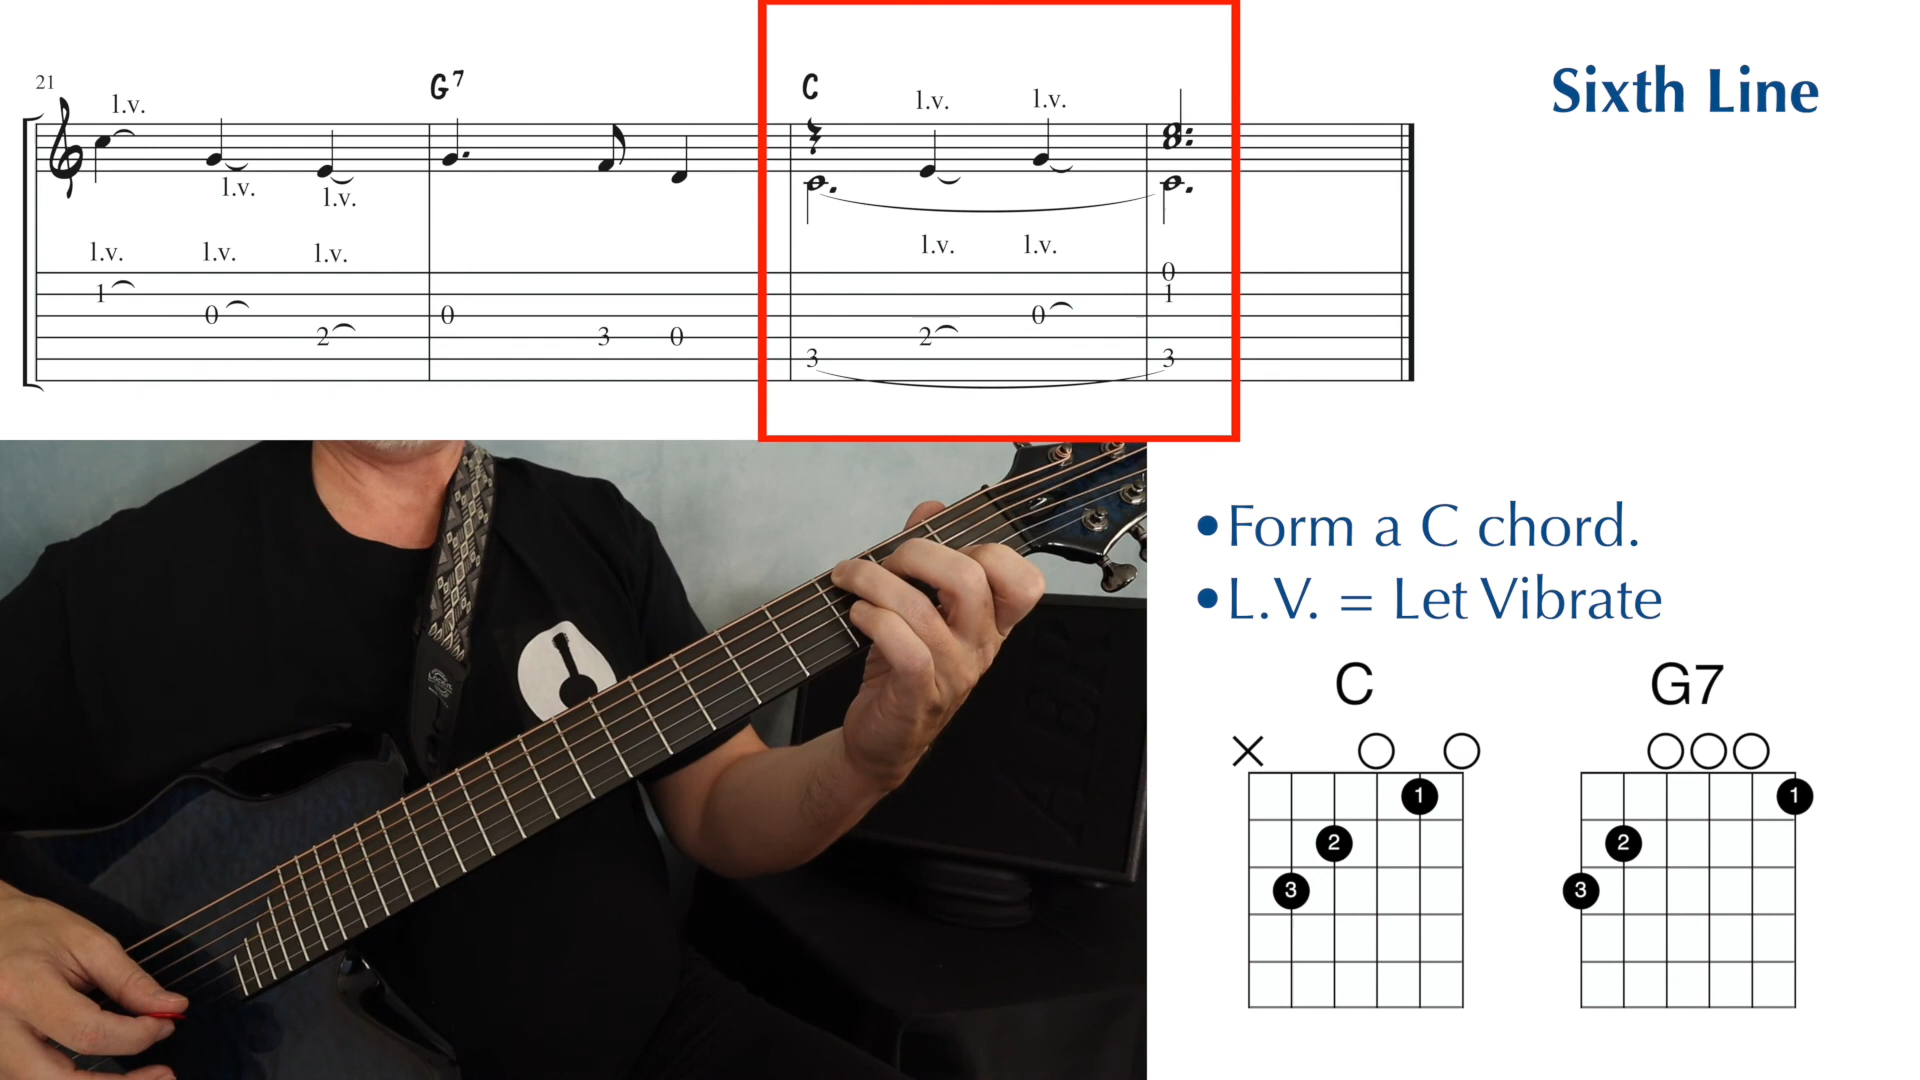 Sixth Line
21
G7
C
l.v.
l.v.
l.v.
l.v.
l.v.
l.v.
l.v.
l.v.
l.v.
l.v.
1 0 2 0 3 0 3 2 0 0
1
3
•Form a C chord.
•L.V. = Let Vibrate
C
G7
1
2
3
1
2
3